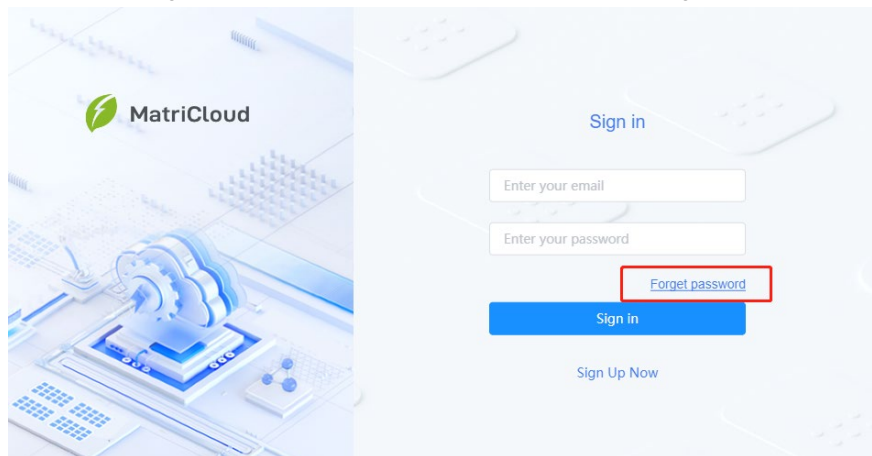 MatriCloud
Sign in
Enter your email
Enter your password
Forget password
Sign in
Sign Up Now